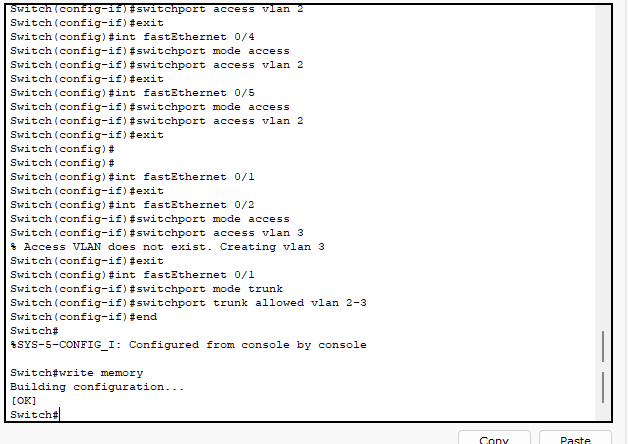 Switch(config-if)#switchport access vlan 2
Switch(config-if)#exit
Switch(config)#int fastEthernet 0/4
Switch(config-if)#switchport mode access
Switch(config-if)#switchport access vlan 2
Switch(config-if)#exit
Switch(config)#int fastEthernet 0/5
Switch(config-if)#switchport mode access
Switch(config-if)#switchport access vlan 2
Switch(config-if)#exit
Switch(config)#
Switch(config)#
Switch(config)#int fastEthernet 0/1
Switch(config-if)#exit
Switch(config)#int fastEthernet 0/2
Switch(config-if)#switchport mode access
Switch(config-if)#switchport access vlan 3
% Access VLAN does not exist. Creating vlan 3
Switch(config-if)#exit
Switch(config)#int fastEthernet 0/1
Switch(config-if)#switchport mode trunk
Switch(config-if)#switchport trunk allowed vlan 2-3
Switch(config-if)#end
Switch#
%SYS-5-CONFIG_I: Configured from console by console

Switch#write memory
Building configuration...
[OK]
Switch#
Copy Paste